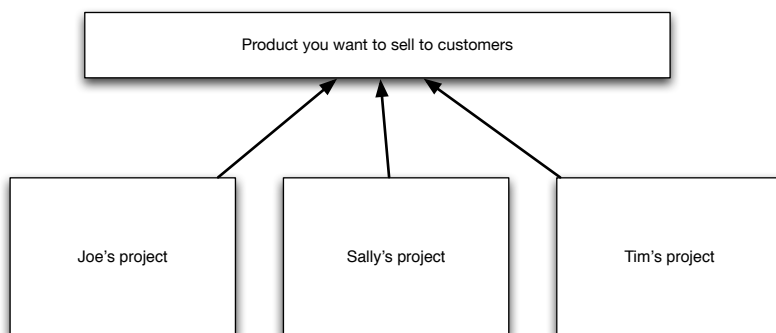 Product you want to sell to customers
Joe's project
Sally's project
Tim's project